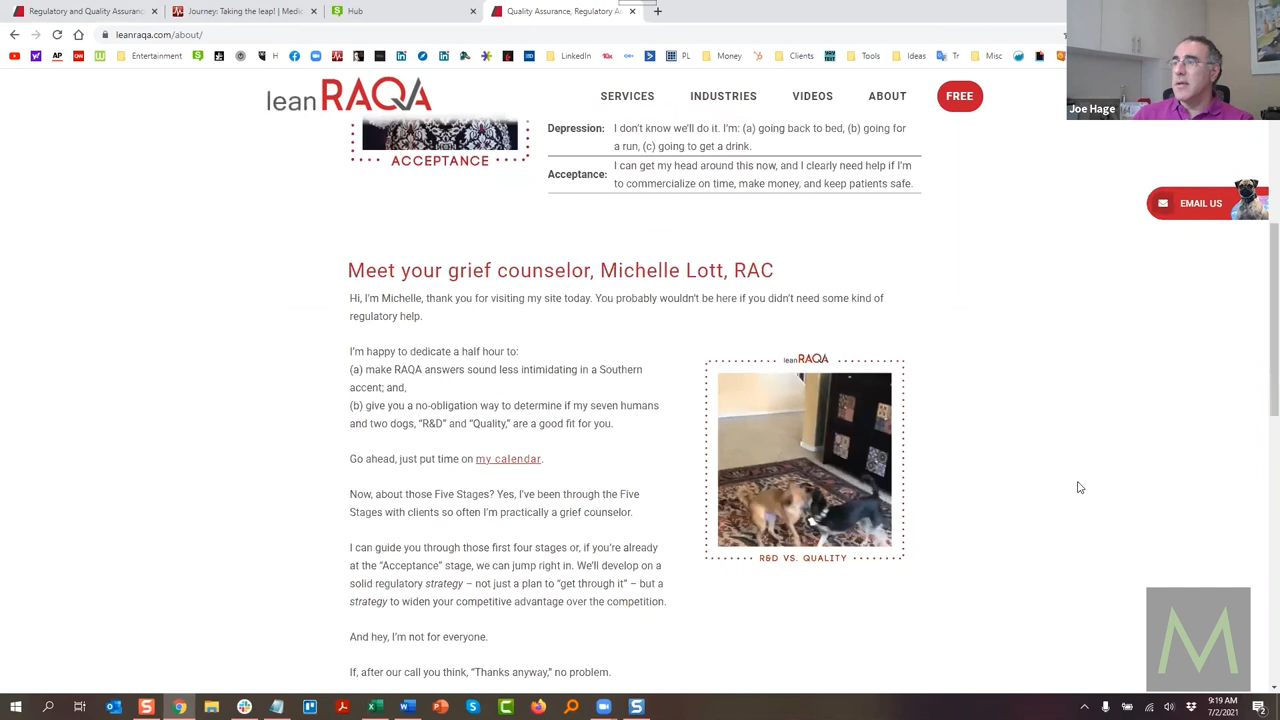 Regulatory and Quality Assuranc
Journey: Taking the leap! | Medic
Hub
Quality Assurance, Regulatory A
leanraqa.com/about/
Entertainment
LinkedIn
PL
Money
Clients
Tools
Ideas
Tr
Misc
Joe Hage
lean RAQA
SERVICES
INDUSTRIES
VIDEOS
ABOUT
FREE
ACCEPTANCE
Depression: I don't know we'll do it. I'm: (a) going back to bed, (b) going for
a run, (c) going to get a drink.
Acceptance: I can get my head around this now, and I clearly need help if I'm
to commercialize on time, make money, and keep patients safe.
EMAIL US
Meet your grief counselor, Michelle Lott, RAC
Hi, I'm Michelle, thank you for visiting my site today. You probably wouldn't be here if you didn't need some kind of
regulatory help.
I'm happy to dedicate a half hour to:
(a) make RAQA answers sound less intimidating in a Southern
accent; and,
(b) give you a no-obligation way to determine if my seven humans
and two dogs, "R&D" and "Quality," are a good fit for you.
Go ahead, just put time on my calendar.
Now, about those Five Stages? Yes, I've been through the Five
Stages with clients so often I'm practically a grief counselor.
I can guide you through those first four stages or, if you're already
at the "Acceptance" stage, we can jump right in. We'll develop on a
solid regulatory strategy – not just a plan to "get through it" – but a
strategy to widen your competitive advantage over the competition.
And hey, I'm not for everyone.
If, after our call you think, "Thanks anyway," no problem.
lean RAQA
R&D VS. QUALITY
M
9:19 AM
7/2/2021